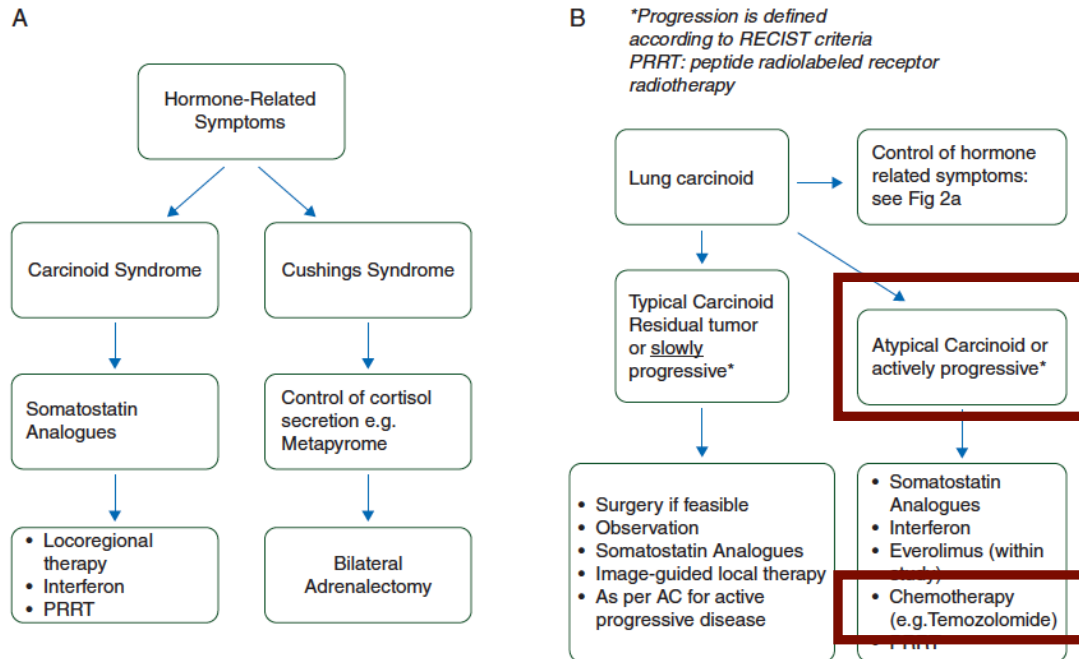 A
Hormone-Related
Symptoms
Carcinoid Syndrome
Cushings Syndrome
Somatostatin
Analogues
Control of cortisol
secretion e.g.
Metapyrome
• Locoregional
therapy
• Interferon
• PRRT
Bilateral
Adrenalectomy
B
*Progression is defined
according to RECIST criteria
PRRT: peptide radiolabeled receptor
radiotherapy
Lung carcinoid
Control of hormone
related symptoms:
see Fig 2a
Typical Carcinoid
Residual tumor
or slowly
progressive*
Atypical Carcinoid or
actively progressive*
• Surgery if feasible
• Observation
• Somatostatin Analogues
• Image-guided local therapy
• As per AC for active
progressive disease
• Somatostatin
Analogues
• Interferon
• Everolimus (within
study)
• Chemotherapy
(e.g.Temozolomide)
• PRRT